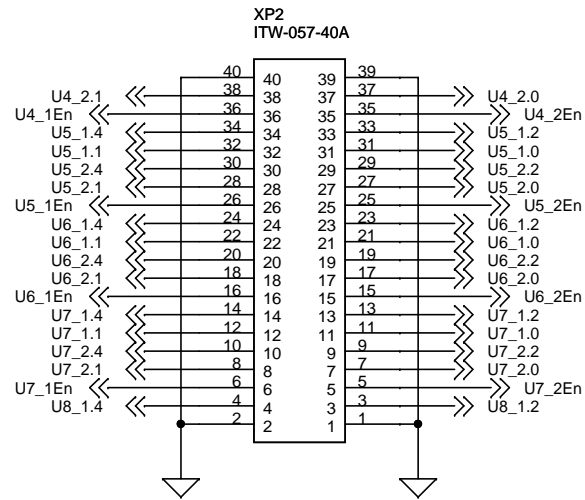 XP2
ITW-057-40A
40 40 39 39
U4_2.1 38 38 37 37 U4_2.0
U4_1En 36 36 35 35 U4_2En
U5_1.4 34 34 33 33 U5_1.2
U5_1.1 32 32 31 31 U5_1.0
U5_2.4 30 30 29 29 U5_2.2
U5_2.1 28 28 27 27 U5_2.0
U5_1En 26 26 25 25 U5_2En
U6_1.4 24 24 23 23 U6_1.2
U6_1.1 22 22 21 21 U6_1.0
U6_2.4 20 20 19 19 U6_2.2
U6_2.1 18 18 17 17 U6_2.0
U6_1En 16 16 15 15 U6_2En
U7_1.4 14 14 13 13 U7_1.2
U7_1.1 12 12 11 11 U7_1.0
U7_2.4 10 10 9 9 U7_2.2
U7_2.1 8 8 7 7 U7_2.0
U7_1En 6 6 5 5 U7_2En
U8_1.4 4 4 3 3 U8_1.2
2 2 1 1